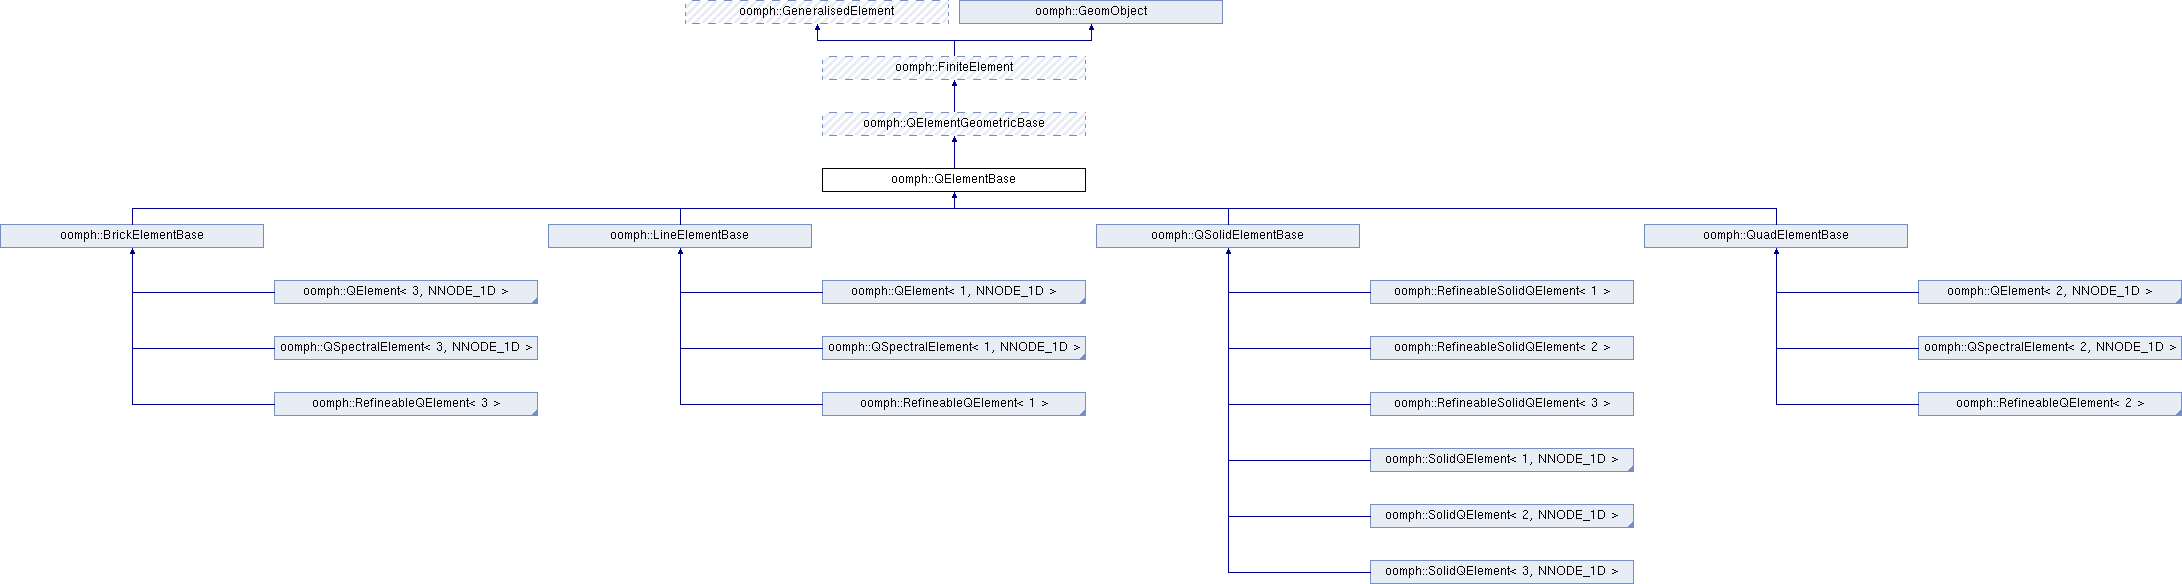 oomph::GeneralisedElement
oomph::GeomObject
oomph::FiniteElement
oomph::QElementGeometricBase
oomph::QElementBase
oomph::BrickElementBase
oomph::LineElementBase
oomph::QSolidElementBase
oomph::QuadElementBase
oomph::QElement< 3, NNODE_1D >
oomph::QElement< 1, NNODE_1D >
oomph::RefineableSolidQElement< 1 >
oomph::QElement< 2, NNODE_1D >
oomph::QSpectralElement< 3, NNODE_1D >
oomph::QSpectralElement< 1, NNODE_1D >
oomph::RefineableSolidQElement< 2 >
oomph::QSpectralElement< 2, NNODE_1D >
oomph::RefineableQElement< 3 >
oomph::RefineableQElement< 1 >
oomph::RefineableSolidQElement< 3 >
oomph::RefineableQElement< 2 >
oomph::SolidQElement< 1, NNODE_1D >
oomph::SolidQElement< 2, NNODE_1D >
oomph::SolidQElement< 3, NNODE_1D >